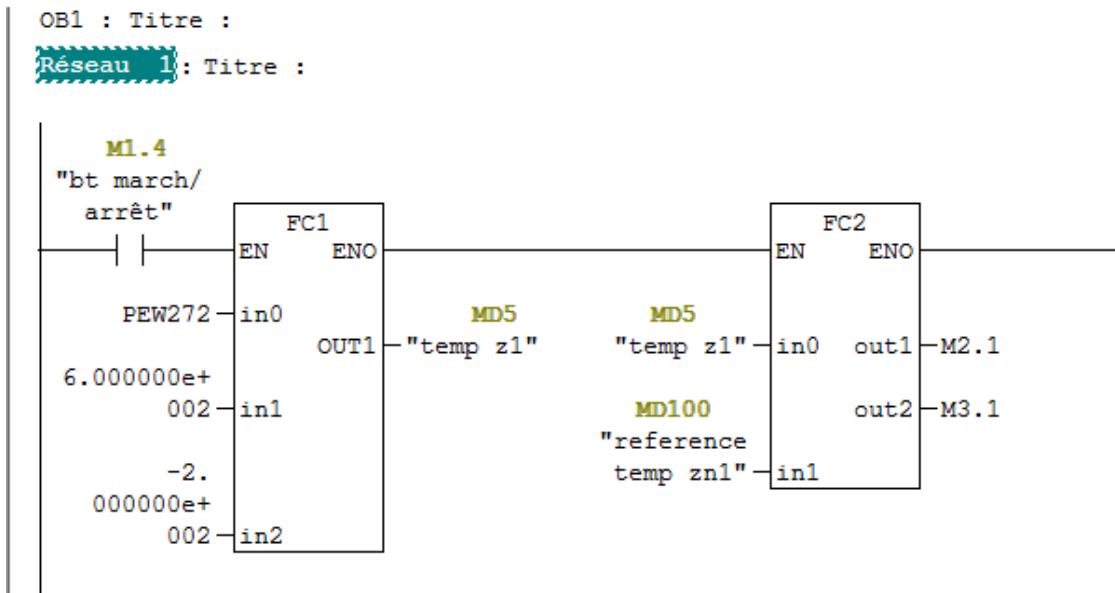 OB1 : Titre :
Réseau 1: Titre :
M1.4
"bt march/
arrêt"
FC1
EN ENO
PEW272 in0
OUT1
MD5
"temp z1"
6.000000e+
002 in1
-2.
000000e+
002 in2
FC2
EN ENO
MD5
"temp z1" in0
out1 M2.1
MD100
"reference
temp zn1" in1
out2 M3.1